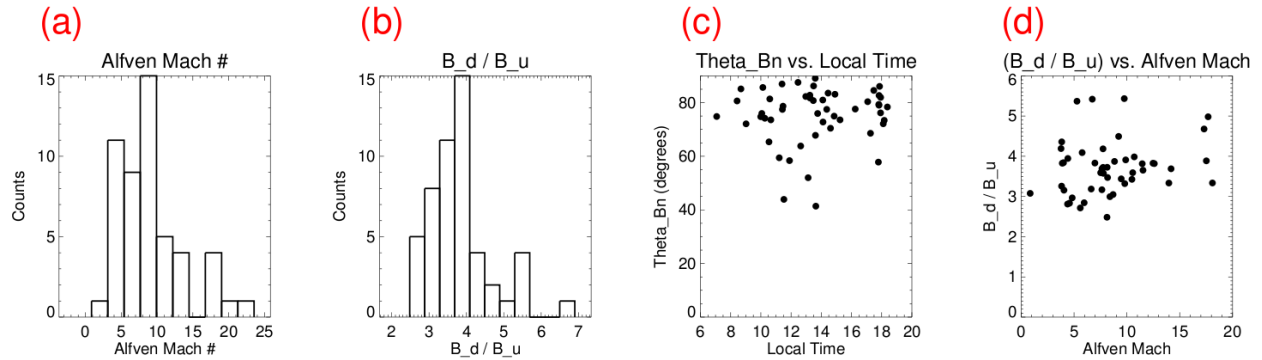 (a)
Alfven Mach #
15
10
5
0
Counts
0 5 10 15 20 25
Alfven Mach #
(b)
B_d / B_u
15
10
5
0
Counts
2 3 4 5 6 7
B_d / B_u
(c)
Theta_Bn vs. Local Time
80
60
40
20
0
Theta_Bn (degrees)
6 8 10 12 14 16 18 20
Local Time
(d)
(B_d / B_u) vs. Alfven Mach
6
5
4
3
2
1
0
B_d / B_u
0 5 10 15 20
Alfven Mach